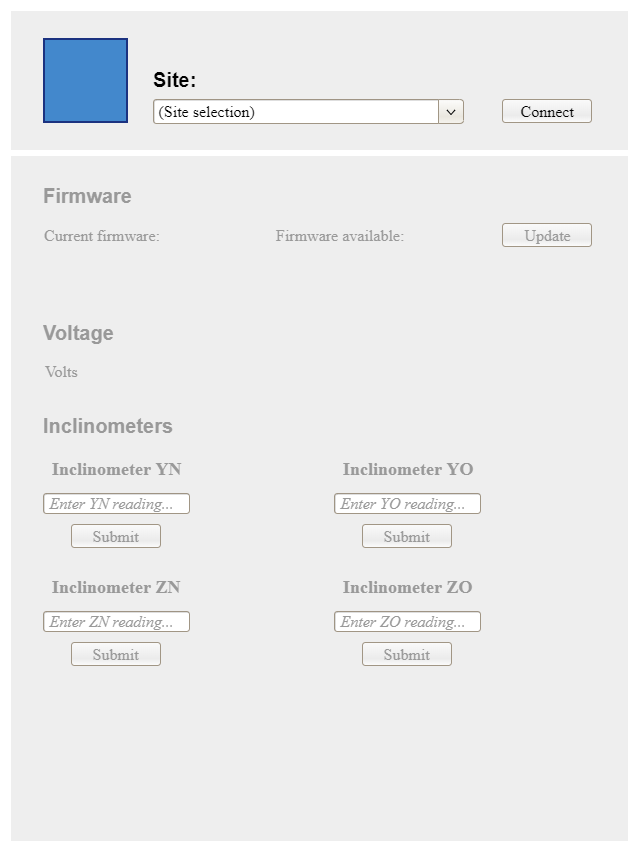 Site:
(Site selection)
Connect
Firmware
Current firmware:
Firmware available:
Update
Voltage
Volts
Inclinometers
Inclinometer YN
Inclinometer YO
Enter YN reading...
Enter YO reading...
Submit
Submit
Inclinometer ZN
Inclinometer ZO
Enter ZN reading...
Enter ZO reading...
Submit
Submit